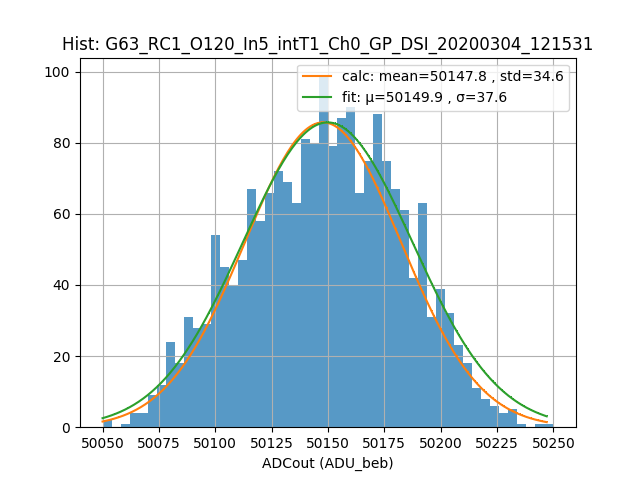 Hist: G63_RC1_O120_In5_intT1_Ch0_GP_DSI_20200304_121531
calc: mean=50147.8 , std=34.6
fit: μ=50149.9 , σ=37.6
100
80
60
40
20
0
50050 50075 50100 50125 50150 50175 50200 50225 50250
ADCout (ADU_beb)